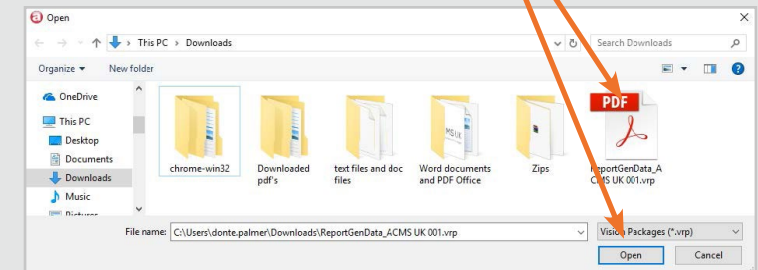 Open
This PC > Downloads
Search Downloads
Organize
New folder
OneDrive
This PC
Desktop
Documents
Downloads
Music
Pictures
chrome-win32
Downloaded
pdf's
text files and doc
files
Word documents
and PDF Office
Zips
PDF
ReportGenData_A
CMS UK 001.vrp
File name:
C:\Users\donte.palmer\Downloads\ReportGenData_ACMS UK 001.vrp
Vision Packages (*.vrp)
Open
Cancel